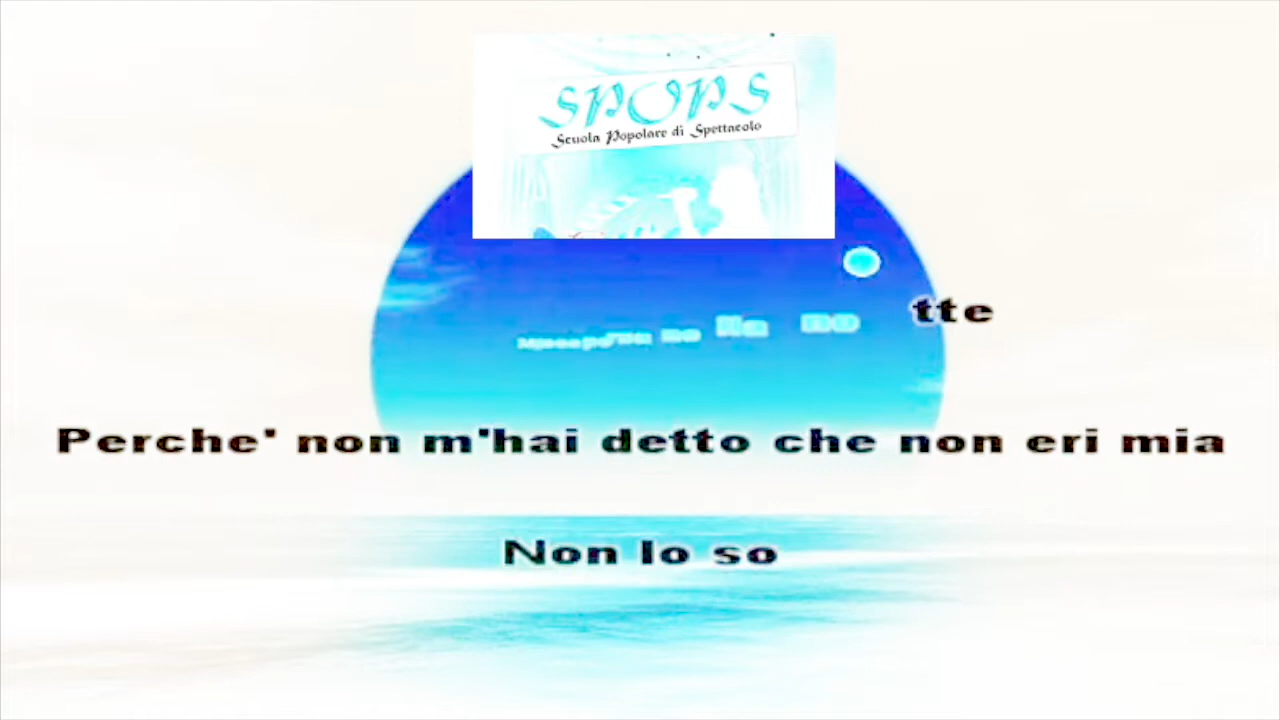 SPOPS
Scuola Popolare di Spettacolo
tte
Perche' non m'hai detto che non eri mia
Non lo so